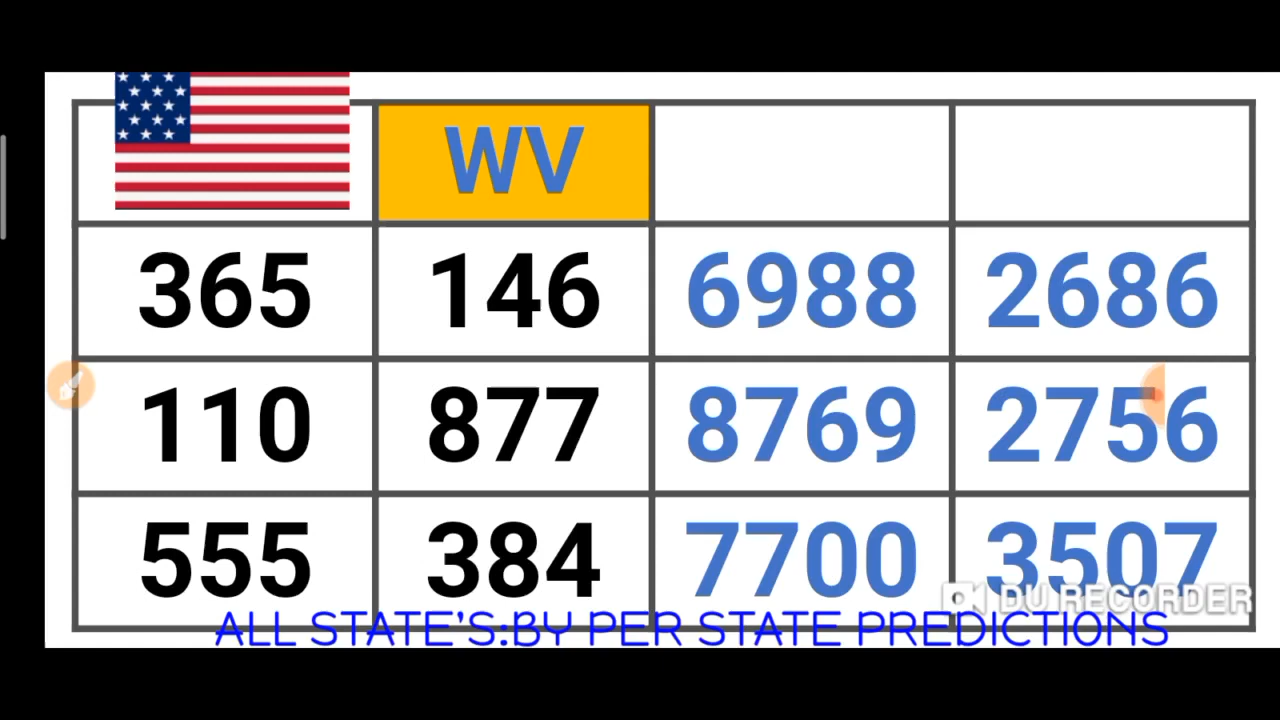 WV
365 146 6988 2686
110 877 8769 2756
555 384 7700 3507
DU RECORDER
ALL STATE'S:BY PER STATE PREDICTIONS